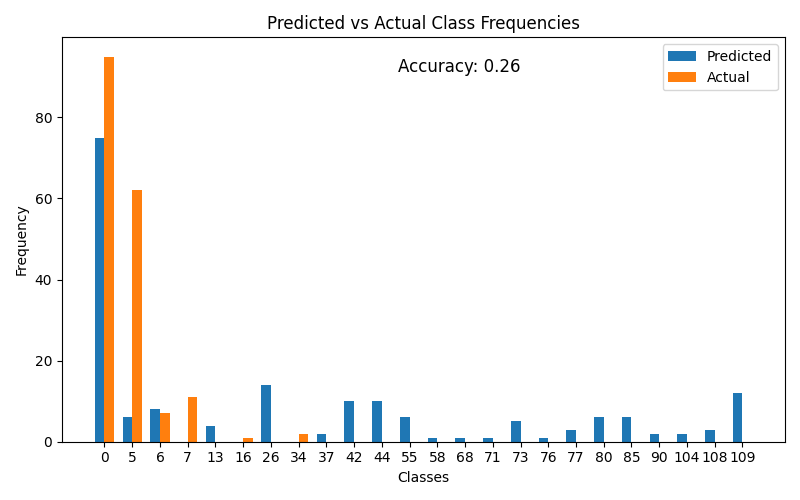 Predicted vs Actual Class Frequencies
Accuracy: 0.26
Predicted
Actual
Frequency
80
60
40
20
0
0 5 6 7 13 16 26 34 37 42 44 55 58 68 71 73 76 77 80 85 90 104 108 109
Classes